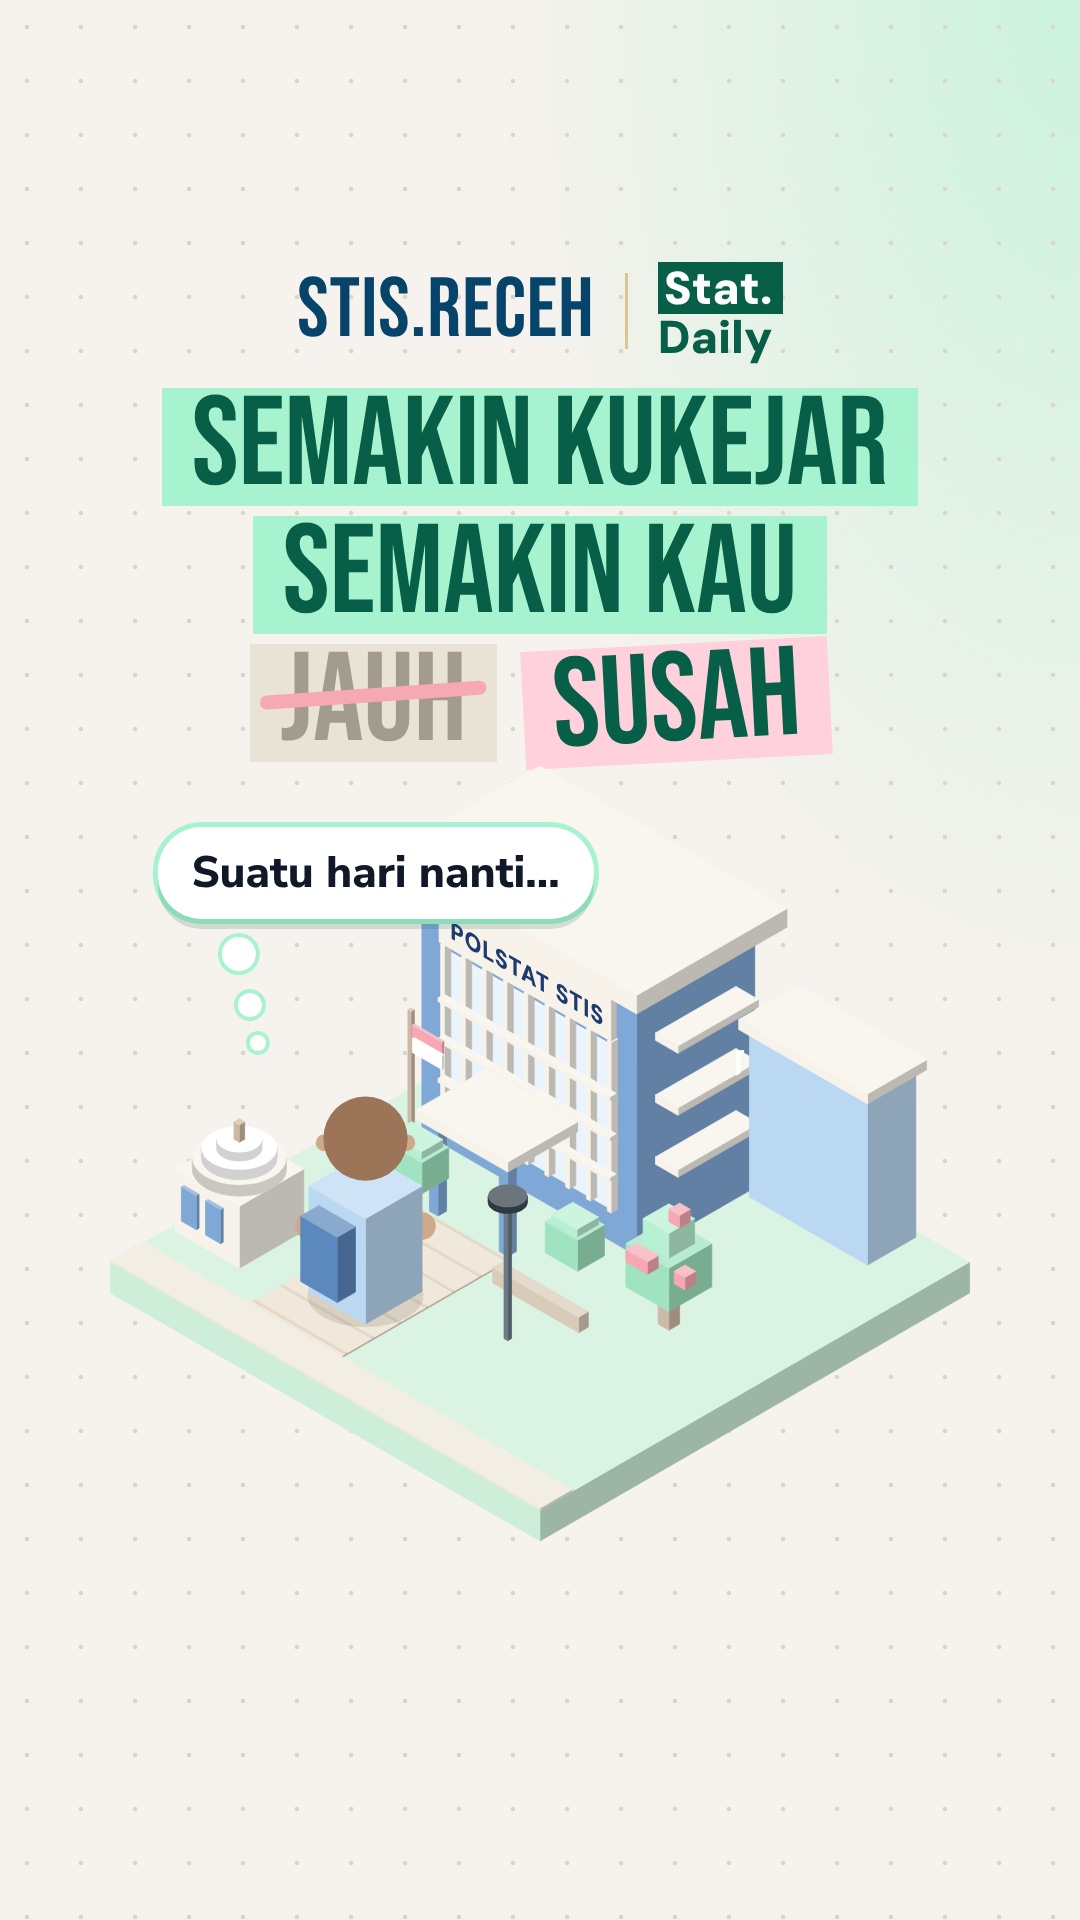 STIS.RECEH
Stat.
Daily
SEMAKIN KUKEJAR
SEMAKIN KAU
JAUH SUSAH
Suatu hari nanti...
POLSTAT STIS